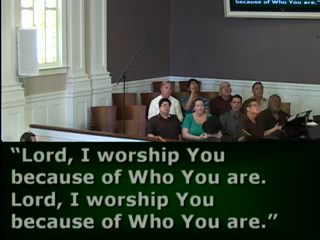 because of Who You are."
"Lord, I worship You
because of Who You are.
Lord, I worship You
because of Who You are."